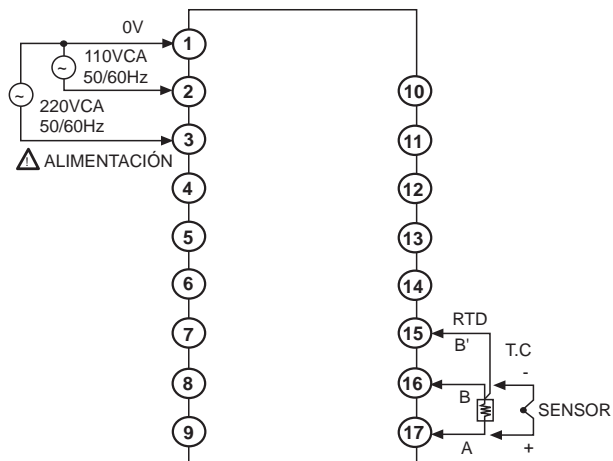 0V
1
110VCA
50/60Hz
~
2
~
220VCA
50/60Hz
3
! ALIMENTACIÓN
4
5
6
7
8
9
10
11
12
13
14
15
RTD
B'
T.C
-
16
B
SENSOR
17
A
+